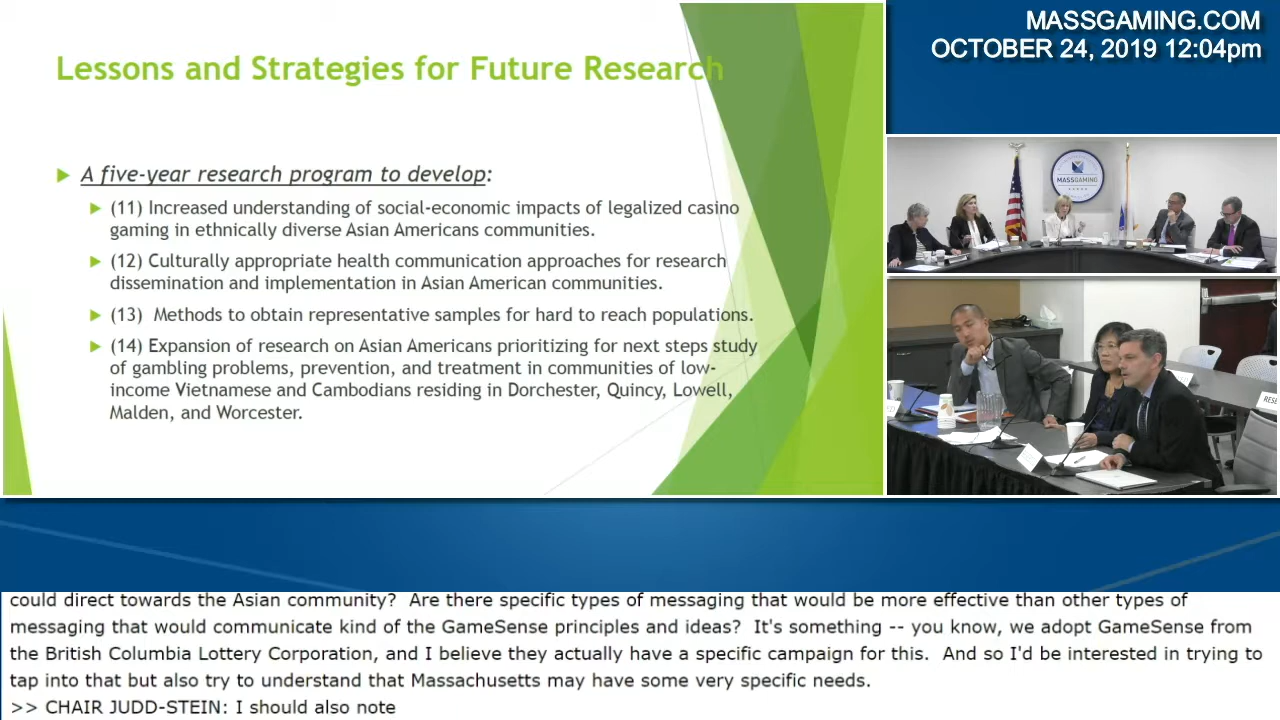 MASSGAMING.COM
OCTOBER 24, 2019 12:04pm
Lessons and Strategies for Future Research
A five-year research program to develop:
(11) Increased understanding of social-economic impacts of legalized casino
gaming in ethnically diverse Asian Americans communities.
(12) Culturally appropriate health communication approaches for research
dissemination and implementation in Asian American communities.
(13) Methods to obtain representative samples for hard to reach populations.
(14) Expansion of research on Asian Americans prioritizing for next steps study
of gambling problems, prevention, and treatment in communities of low-
income Vietnamese and Cambodians residing in Dorchester, Quincy, Lowell,
Malden, and Worcester.
MASSGAMING
could direct towards the Asian community? Are there specific types of messaging that would be more effective than other types of
messaging that would communicate kind of the GameSense principles and ideas? It's something -- you know, we adopt GameSense from
the British Columbia Lottery Corporation, and I believe they actually have a specific campaign for this. And so I'd be interested in trying to
tap into that but also try to understand that Massachusetts may have some very specific needs.
>> CHAIR JUDD-STEIN: I should also note